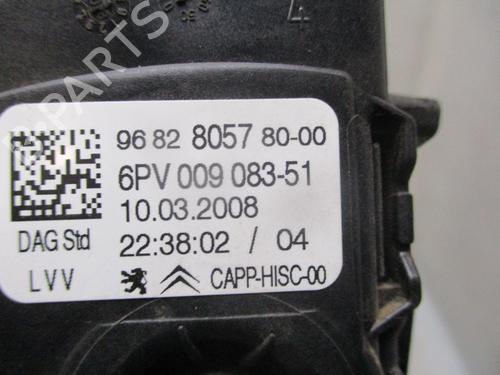 4
96 82 8057 80-00
6PV 009 083-51
10.03.2008
DAG Std
22:38:02 / 04
LVV
CAPP-HISC-00
B-PARTS